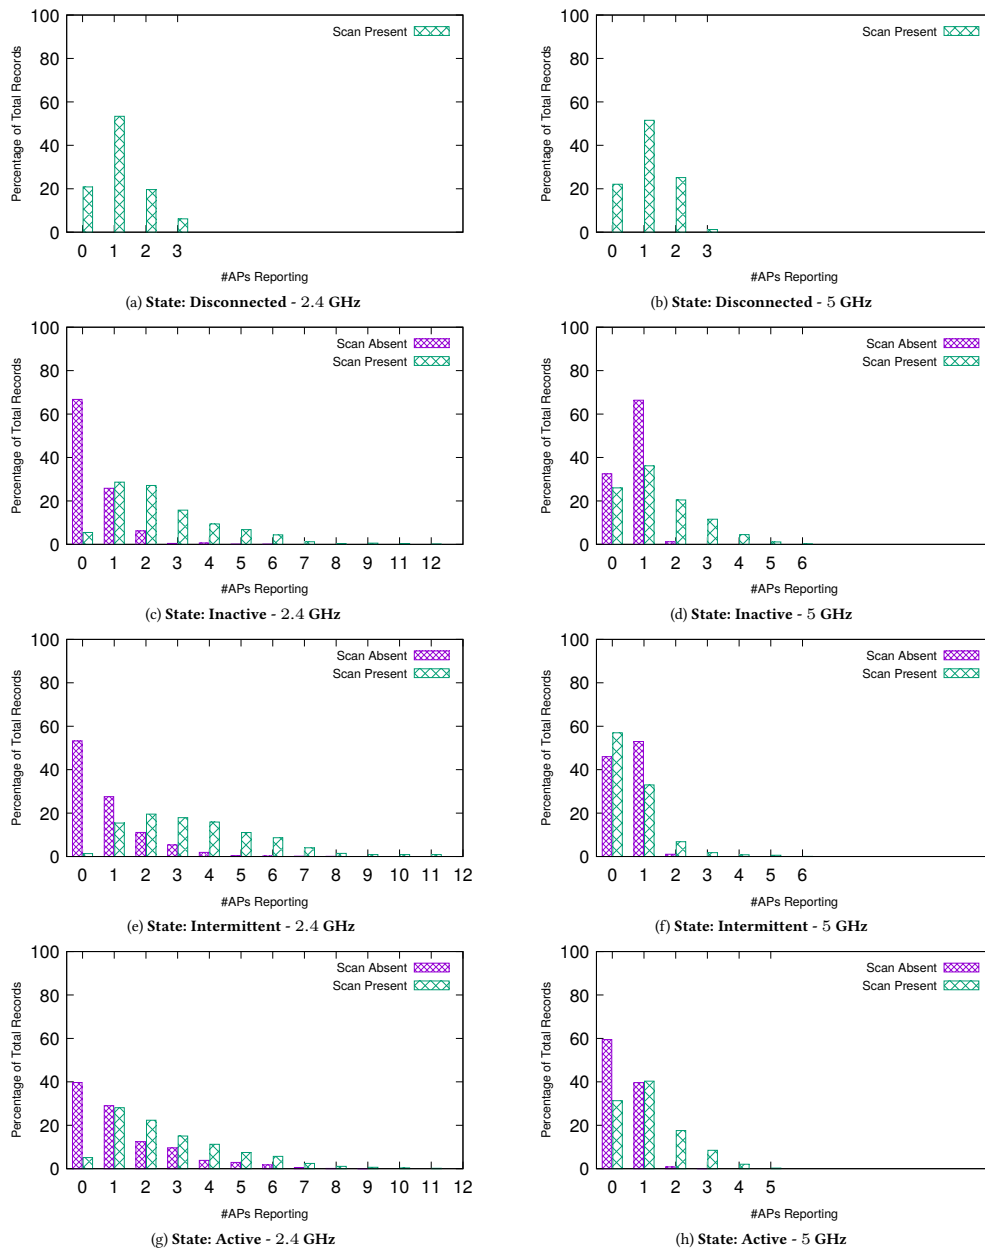 100
80
60
40
20
0
Percentage of Total Records
Scan Present
0 1 2 3
#APs Reporting
(a) State: Disconnected - 2.4 GHz
100
80
60
40
20
0
Percentage of Total Records
Scan Present
0 1 2 3
#APs Reporting
(b) State: Disconnected - 5 GHz
100
80
60
40
20
0
Percentage of Total Records
Scan Absent
Scan Present
0 1 2 3 4 5 6 7 8 9 10 11 12
#APs Reporting
(c) State: Inactive - 2.4 GHz
100
80
60
40
20
0
Percentage of Total Records
Scan Absent
Scan Present
0 1 2 3 4 5 6
#APs Reporting
(d) State: Inactive - 5 GHz
100
80
60
40
20
0
Percentage of Total Records
Scan Absent
Scan Present
0 1 2 3 4 5 6 7 8 9 10 11 12
#APs Reporting
(e) State: Intermittent - 2.4 GHz
100
80
60
40
20
0
Percentage of Total Records
Scan Absent
Scan Present
0 1 2 3 4 5 6
#APs Reporting
(f) State: Intermittent - 5 GHz
100
80
60
40
20
0
Percentage of Total Records
Scan Absent
Scan Present
0 1 2 3 4 5 6 7 8 9 10 11 12
#APs Reporting
(g) State: Active - 2.4 GHz
100
80
60
40
20
0
Percentage of Total Records
Scan Absent
Scan Present
0 1 2 3 4 5
#APs Reporting
(h) State: Active - 5 GHz